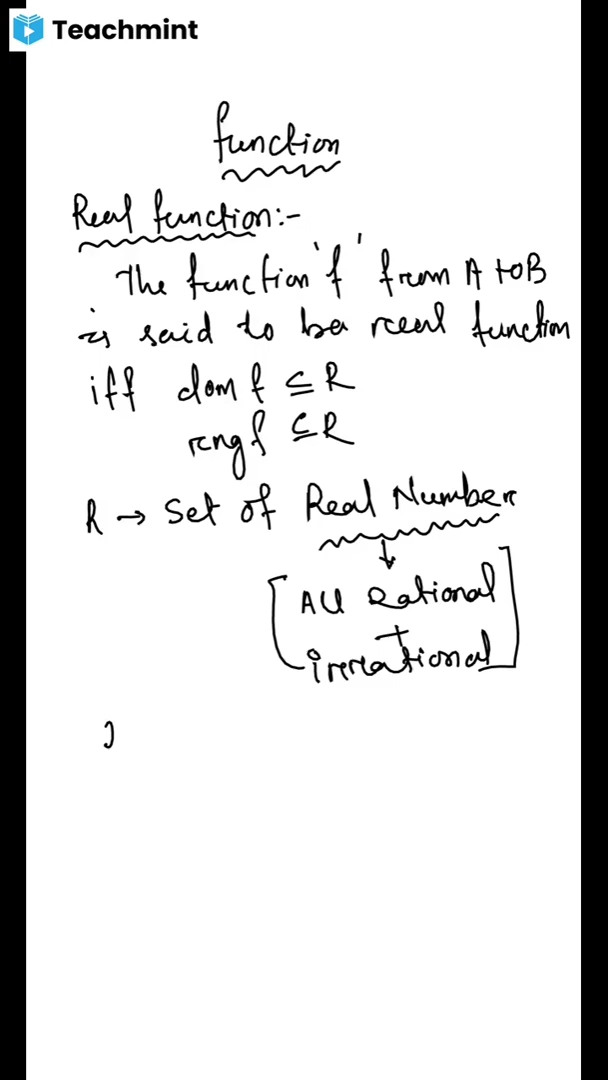 Teachmint
function
Real function:-
The function 'f' from A to B
is said to be real function
iff dom f ⊆ R
rng f ⊆ R
R → Set of Real Number
↓
[All Rational
+
irrational]